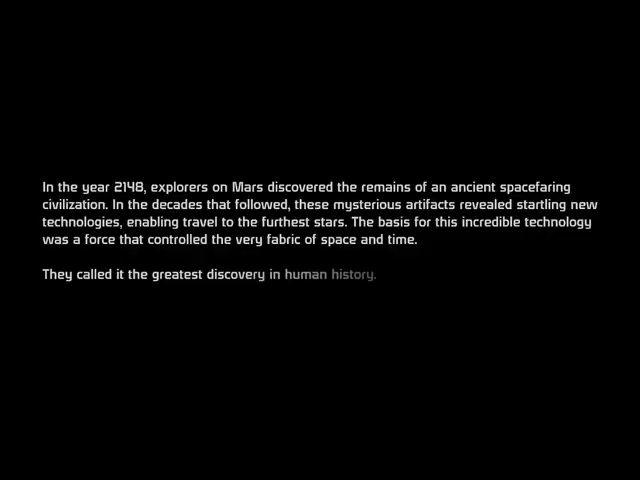 In the year 2148, explorers on Mars discovered the remains of an ancient spacefaring
civilization. In the decades that followed, these mysterious artifacts revealed startling new
technologies, enabling travel to the furthest stars. The basis for this incredible technology
was a force that controlled the very fabric of space and time.
They called it the greatest discovery in human history.